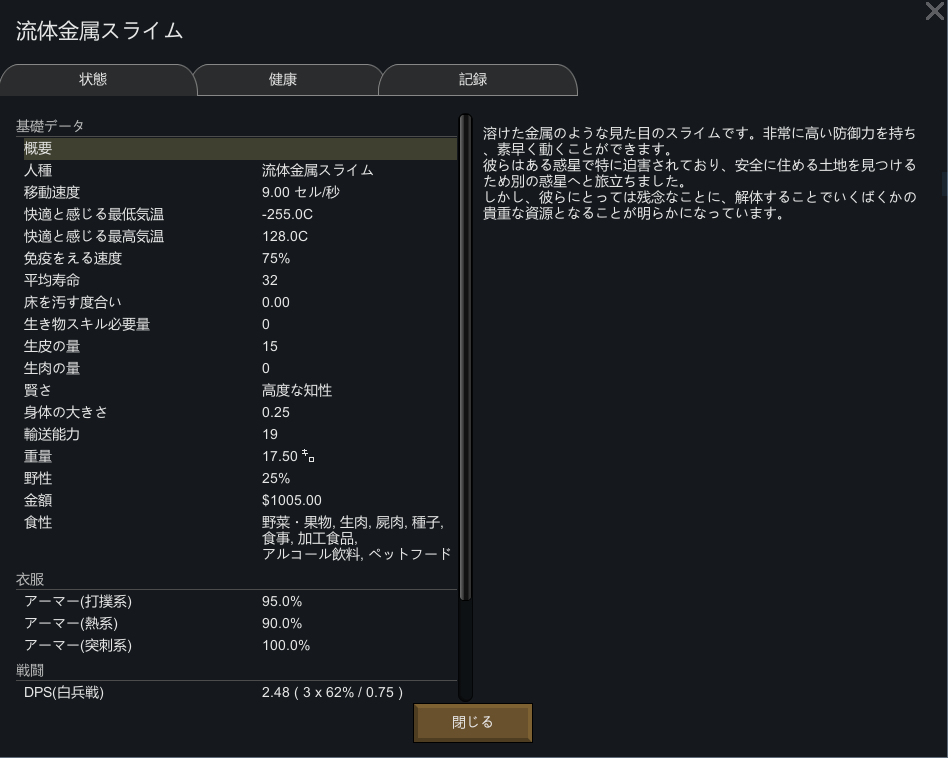 流体金属スライム
状態 健康 記録
基礎データ
概要
人種 流体金属スライム
移動速度 9.00 セル/秒
快適と感じる最低気温 -255.0C
快適と感じる最高気温 128.0C
免疫をえる速度 75%
平均寿命 32
床を汚す度合い 0.00
生き物スキル必要量 0
生皮の量 15
生肉の量 0
賢さ 高度な知性
身体の大きさ 0.25
輸送能力 19
重量 17.50 ㌔
野性 25%
金額 $1005.00
食性 野菜・果物, 生肉, 屍肉, 種子,
食事, 加工食品,
アルコール飲料, ペットフード
衣服
アーマー(打撲系) 95.0%
アーマー(熱系) 90.0%
アーマー(突刺系) 100.0%
戦闘
DPS(白兵戦) 2.48 ( 3 x 62% / 0.75 )
溶けた金属のような見た目のスライムです。非常に高い防御力を持ち
、素早く動くことができます。
彼らはある惑星で特に迫害されており、安全に住める土地を見つける
ため別の惑星へと旅立ちました。
しかし、彼らにとっては残念なことに、解体することでいくばくかの
貴重な資源となることが明らかになっています。
閉じる